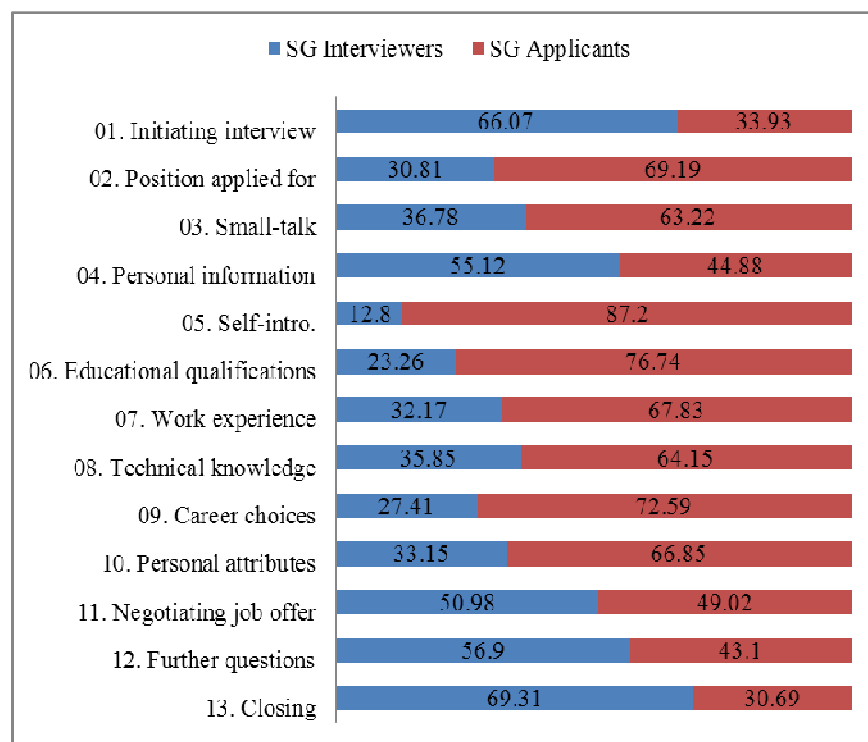 SG Interviewers SG Applicants
01. Initiating interview 66.07 33.93
02. Position applied for 30.81 69.19
03. Small-talk 36.78 63.22
04. Personal information 55.12 44.88
05. Self-intro. 12.8 87.2
06. Educational qualifications 23.26 76.74
07. Work experience 32.17 67.83
08. Technical knowledge 35.85 64.15
09. Career choices 27.41 72.59
10. Personal attributes 33.15 66.85
11. Negotiating job offer 50.98 49.02
12. Further questions 56.9 43.1
13. Closing 69.31 30.69